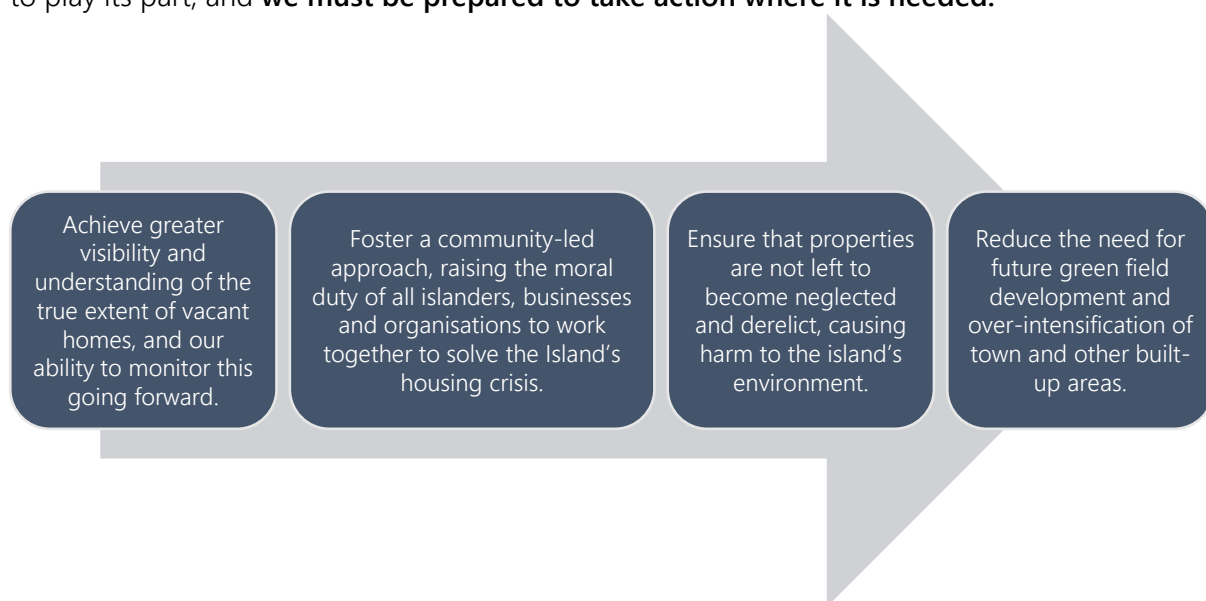 to play its part, and we must be prepared to take action where it is needed.
Achieve greater
visibility and
understanding of the
true extent of vacant
homes, and our
ability to monitor this
going forward.
Foster a community-led
approach, raising the moral
duty of all islanders, businesses
and organisations to work
together to solve the Island’s
housing crisis.
Ensure that properties
are not left to
become neglected
and derelict, causing
harm to the island’s
environment.
Reduce the need for
future green field
development and
over-intensification of
town and other built-
up areas.